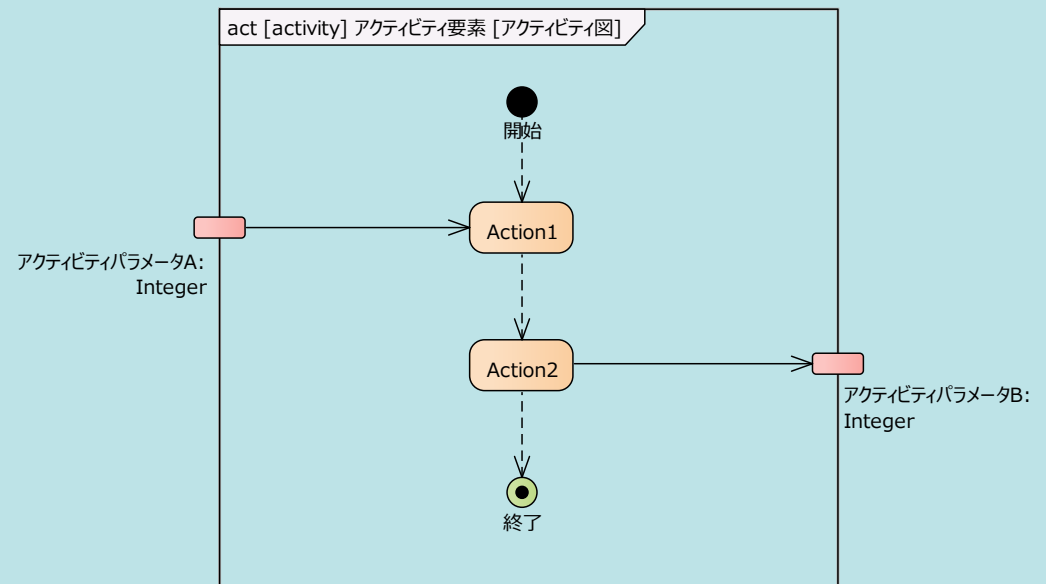 act [activity] アクティビティ要素 [アクティビティ図]
開始
Action1
アクティビティパラメータA:
Integer
Action2
アクティビティパラメータB:
Integer
終了